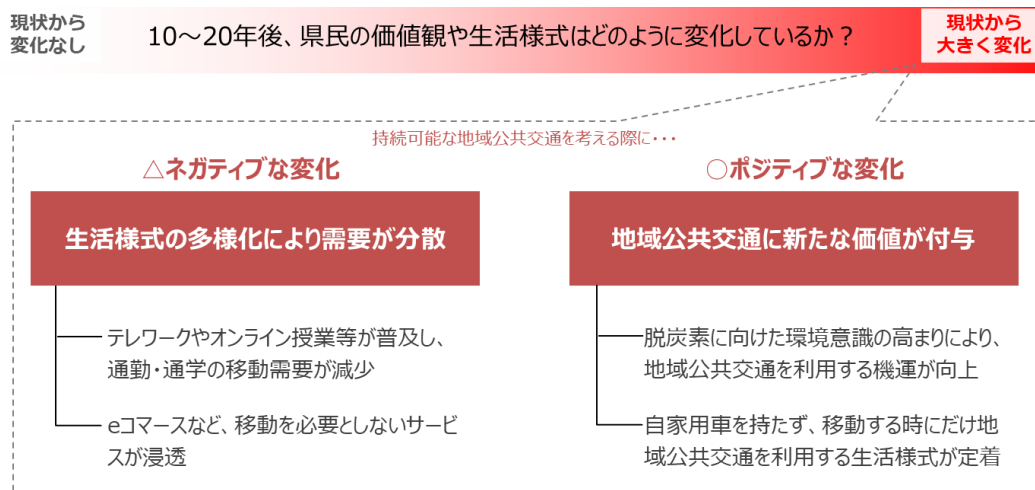 現状から
変化なし
10～20年後、県民の価値観や生活様式はどのように変化しているか？
現状から
大きく変化
持続可能な地域公共交通を考える際に・・・
△ネガティブな変化
生活様式の多様化により需要が分散
テレワークやオンライン授業等が普及し、
通勤・通学の移動需要が減少
eコマースなど、移動を必要としないサービ
スが浸透
○ポジティブな変化
地域公共交通に新たな価値が付与
脱炭素に向けた環境意識の高まりにより、
地域公共交通を利用する機運が向上
自家用車を持たず、移動する時にだけ地
域公共交通を利用する生活様式が定着